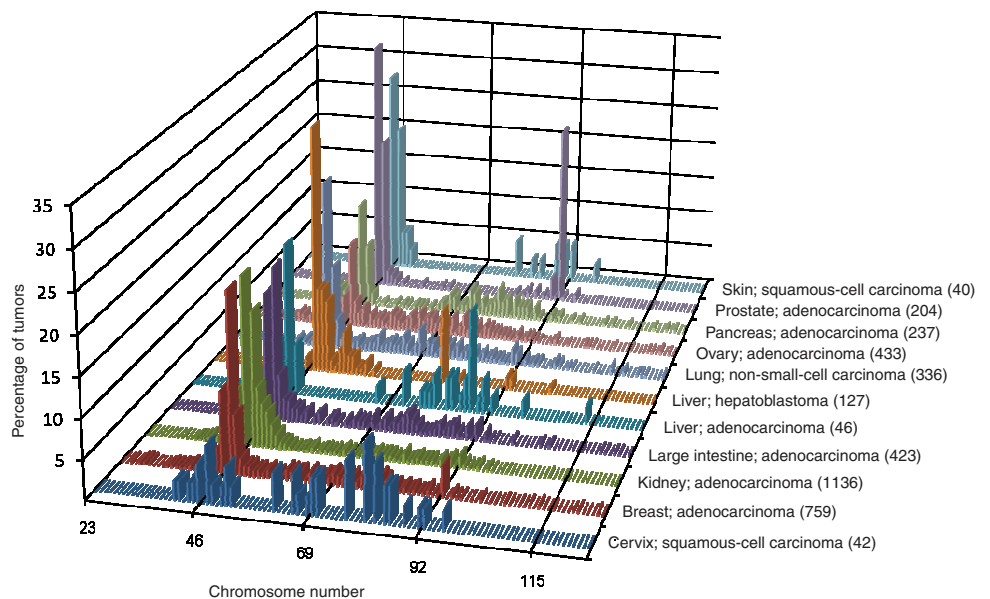 35
30
25
20
15
10
5
Percentage of tumors
23
46
69
92
115
Chromosome number
Skin; squamous-cell carcinoma (40)
Prostate; adenocarcinoma (204)
Pancreas; adenocarcinoma (237)
Ovary; adenocarcinoma (433)
Lung; non-small-cell carcinoma (336)
Liver; hepatoblastoma (127)
Liver; adenocarcinoma (46)
Large intestine; adenocarcinoma (423)
Kidney; adenocarcinoma (1136)
Breast; adenocarcinoma (759)
Cervix; squamous-cell carcinoma (42)